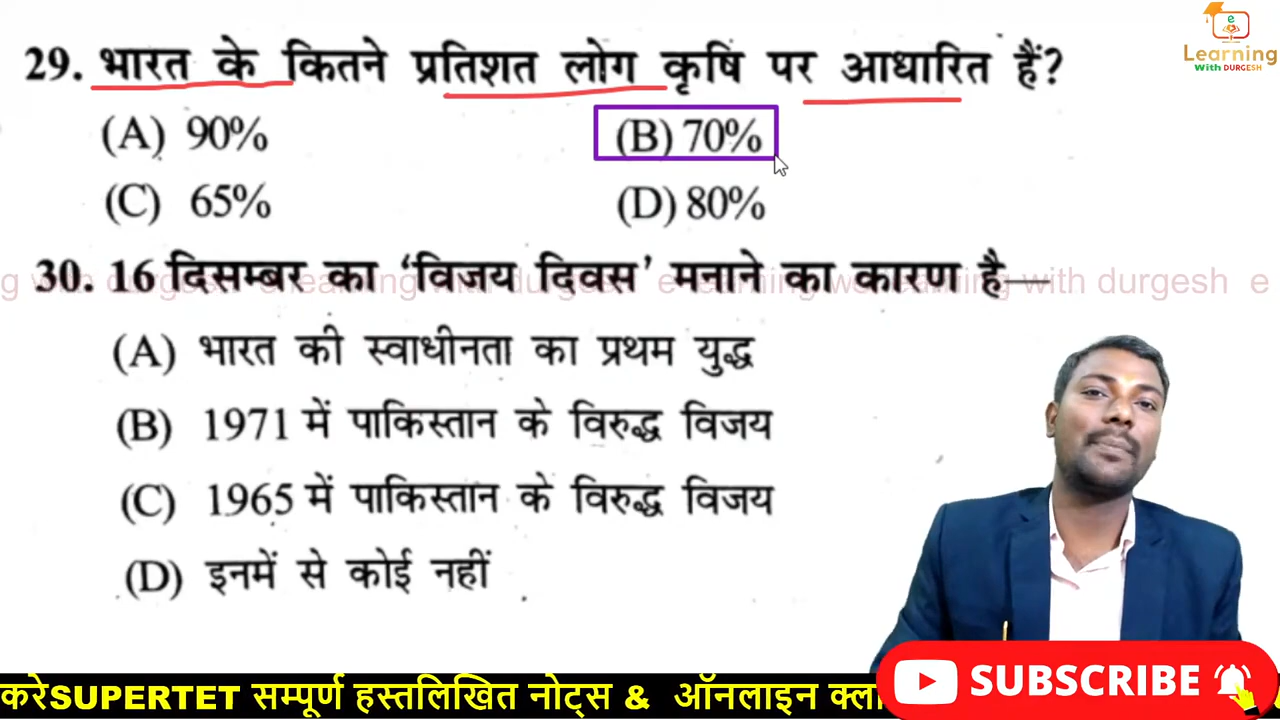 e
Learning
With DURGESH
29. भारत के कितने प्रतिशत लोग कृषि पर आधारित हैं?
(A) 90%
(B) 70%
(C) 65%
(D) 80%
30. 16 दिसम्बर का ‘विजय दिवस’ मनाने का कारण है—
(A) भारत की स्वाधीनता का प्रथम युद्ध
(B) 1971 में पाकिस्तान के विरुद्ध विजय
(C) 1965 में पाकिस्तान के विरुद्ध विजय
(D) इनमें से कोई नहीं
SUBSCRIBE
करेSUPERTET सम्पूर्ण हस्तलिखित नोट्स & ऑनलाइन